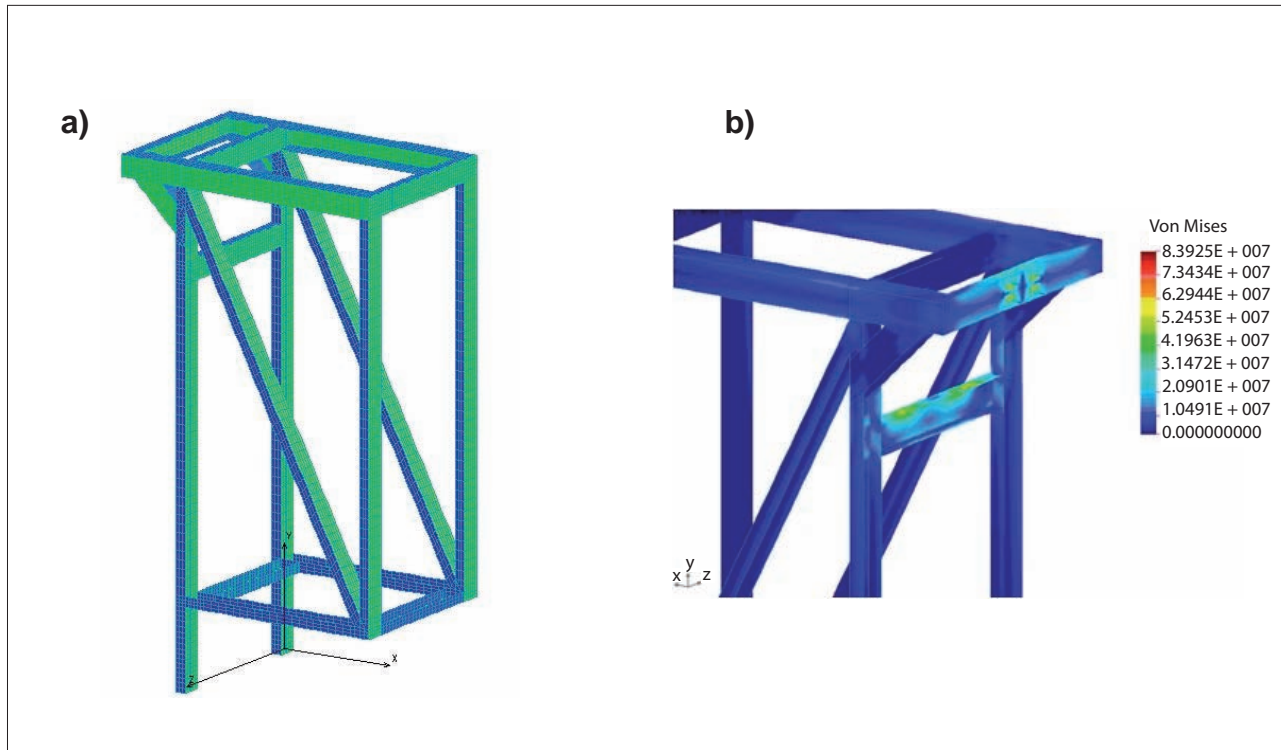 a)
b)
Von Mises
8.3925E + 007
7.3434E + 007
6.2944E + 007
5.2453E + 007
4.1963E + 007
3.1472E + 007
2.0901E + 007
1.0491E + 007
0.000000000
Y
X
Z
y
x z